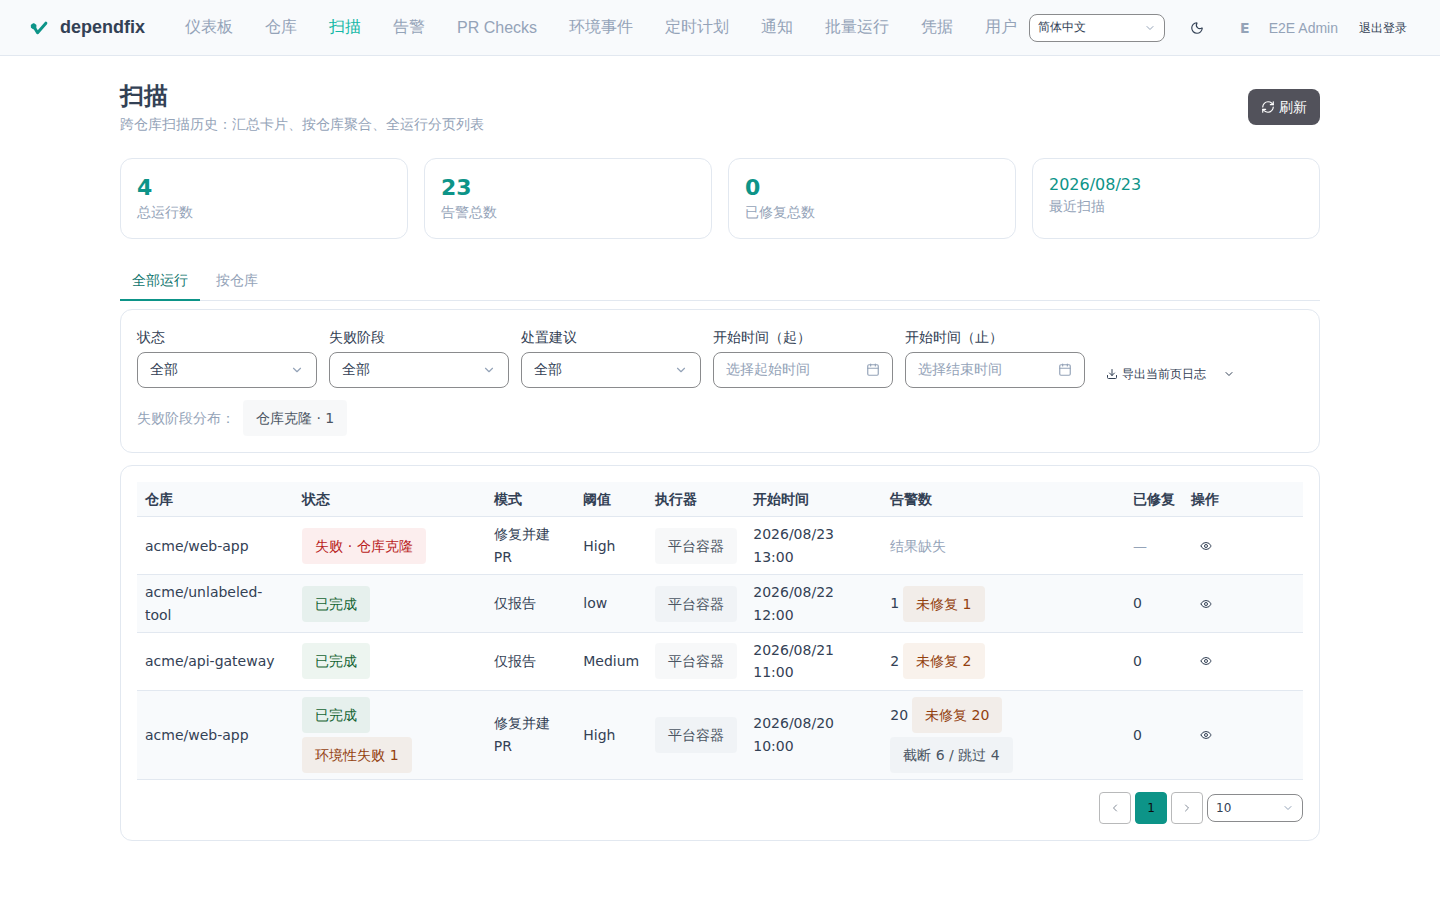 dependfix 仪表板 仓库 扫描 告警 PR Checks 环境事件 定时计划 通知 批量运行 凭据 用户 简体中文 E E2E Admin 退出登录
扫描
跨仓库扫描历史：汇总卡片、按仓库聚合、全运行分页列表
刷新
4 23 0 2026/08/23
总运行数 告警总数 已修复总数 最近扫描
全部运行 按仓库
状态 失败阶段 处置建议 开始时间（起） 开始时间（止）
全部 全部 全部 选择起始时间 选择结束时间 导出当前页日志
失败阶段分布： 仓库克隆 · 1
仓库 状态 模式 阈值 执行器 开始时间 告警数 已修复 操作
acme/web-app 失败 · 仓库克隆 修复并建 PR High 平台容器 2026/08/23 13:00 结果缺失 —
acme/unlabeled-tool 已完成 仅报告 low 平台容器 2026/08/22 12:00 1 未修复 1 0
acme/api-gateway 已完成 仅报告 Medium 平台容器 2026/08/21 11:00 2 未修复 2 0
acme/web-app 已完成 环境性失败 1 修复并建 PR High 平台容器 2026/08/20 10:00 20 未修复 20 截断 6 / 跳过 4 0
1 10